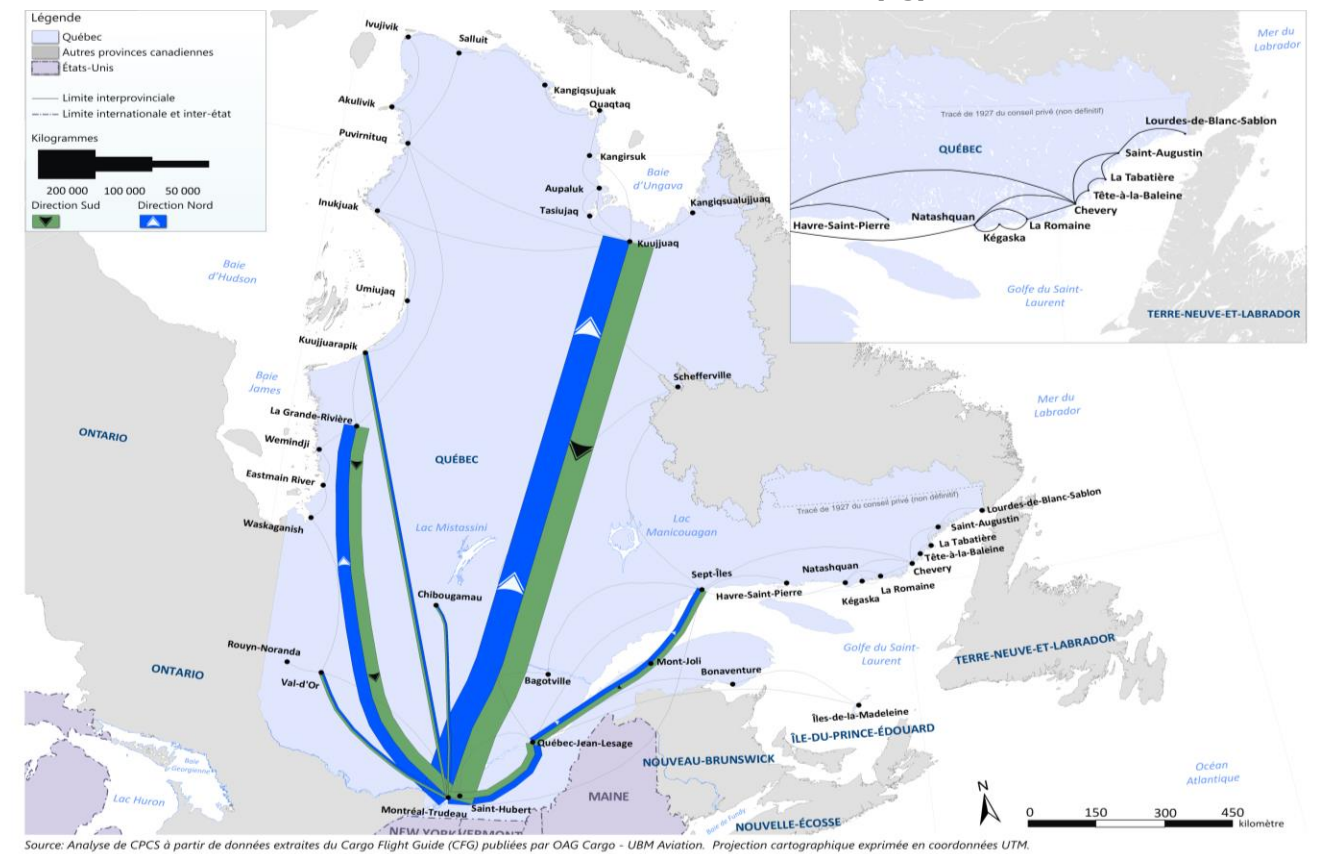 Légende
Québec
Autres provinces canadiennes
États-Unis
Limite interprovinciale
Limite internationale et inter-état
Kilogrammes
200 000 100 000 50 000
Direction Sud Direction Nord
Ivujivik
Salluit
Kangiqsujuak
Quaqtaq
Akulivik
Puvirnituq
Kangirsuk
Baie
d'Ungava
Aupaluk
Kangiqsualujjuaq
Inukjuak
Tasiujaq
Kuujjuaq
Baie
d'Hudson
Umiujaq
Kuujjuarapik
Baie
James
Schefferville
La Grande-Rivière
ONTARIO
Wemindji
QUÉBEC
Eastmain River
Waskaganish
Lac Mistassini
Lac
Manicouagan
Tracé de 1927 du conseil privé (non définitif)
Mer du
Labrador
Lourdes-de-Blanc-Sablon
Saint-Augustin
La Tabatière
Tête-à-la-Baleine
Chevery
Natashquan
Sept-Îles
Havre-Saint-Pierre
La Romaine
Kégaska
Chibougamau
Rouyn-Noranda
Val-d'Or
ONTARIO
Mont-Joli
Bonaventure
Bagotville
Golfe du Saint-
Laurent
TERRE-NEUVE-ET-LABRADOR
Îles-de-la-Madeleine
ÎLE-DU-PRINCE-ÉDOUARD
Québec-Jean-Lesage
NOUVEAU-BRUNSWICK
Baie
Georgienne
Lac Huron
MAINE
Océan
Atlantique
Montréal-Trudeau
Saint-Hubert
Baie de Fundy
NOUVELLE-ÉCOSSE
NEW YORK
VERMONT
N
0 150 300 450
kilomètre
Mer du
Labrador
Tracé de 1927 du conseil privé (non définitif)
Lourdes-de-Blanc-Sablon
QUÉBEC
Saint-Augustin
La Tabatière
Tête-à-la-Baleine
Chevery
Havre-Saint-Pierre
Natashquan
La Romaine
Kégaska
Golfe du Saint-
Laurent
TERRE-NEUVE-ET-LABRADOR
Source: Analyse de CPCS à partir de données extraites du Cargo Flight Guide (CFG) publiées par OAG Cargo - UBM Aviation. Projection cartographique exprimée en coordonnées UTM.